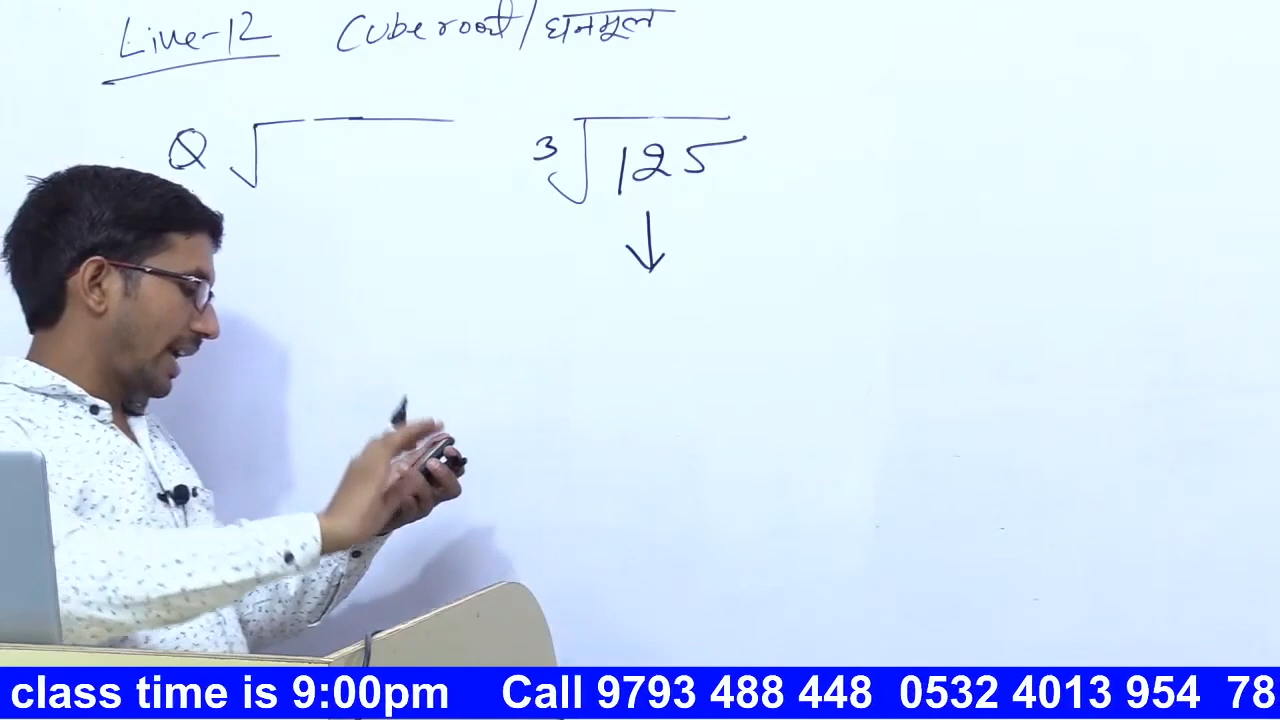 Live-12 Cube root/घनमूल
Q √ ∛125
↓
class time is 9:00pm Call 9793 488 448 0532 4013 954 78